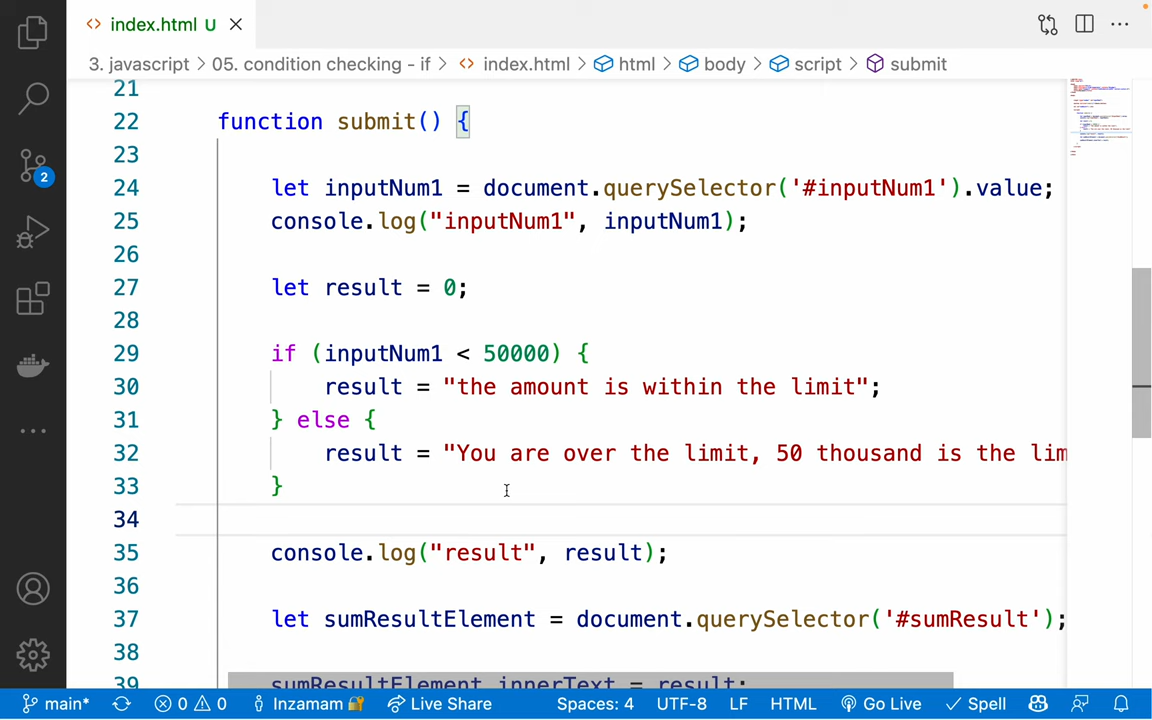 index.html U
3. javascript > 05. condition checking - if > index.html > html > body > script > submit
21
22 function submit() {
23
24 let inputNum1 = document.querySelector('#inputNum1').value;
25 console.log("inputNum1", inputNum1);
26
27 let result = 0;
28
29 if (inputNum1 < 50000) {
30 result = "the amount is within the limit";
31 } else {
32 result = "You are over the limit, 50 thousand is the lim
33 }
34
35 console.log("result", result);
36
37 let sumResultElement = document.querySelector('#sumResult');
38
39 sumResultElement.innerText = result;
2
main* 0 0 Inzamam Live Share Spaces: 4 UTF-8 LF HTML Go Live Spell